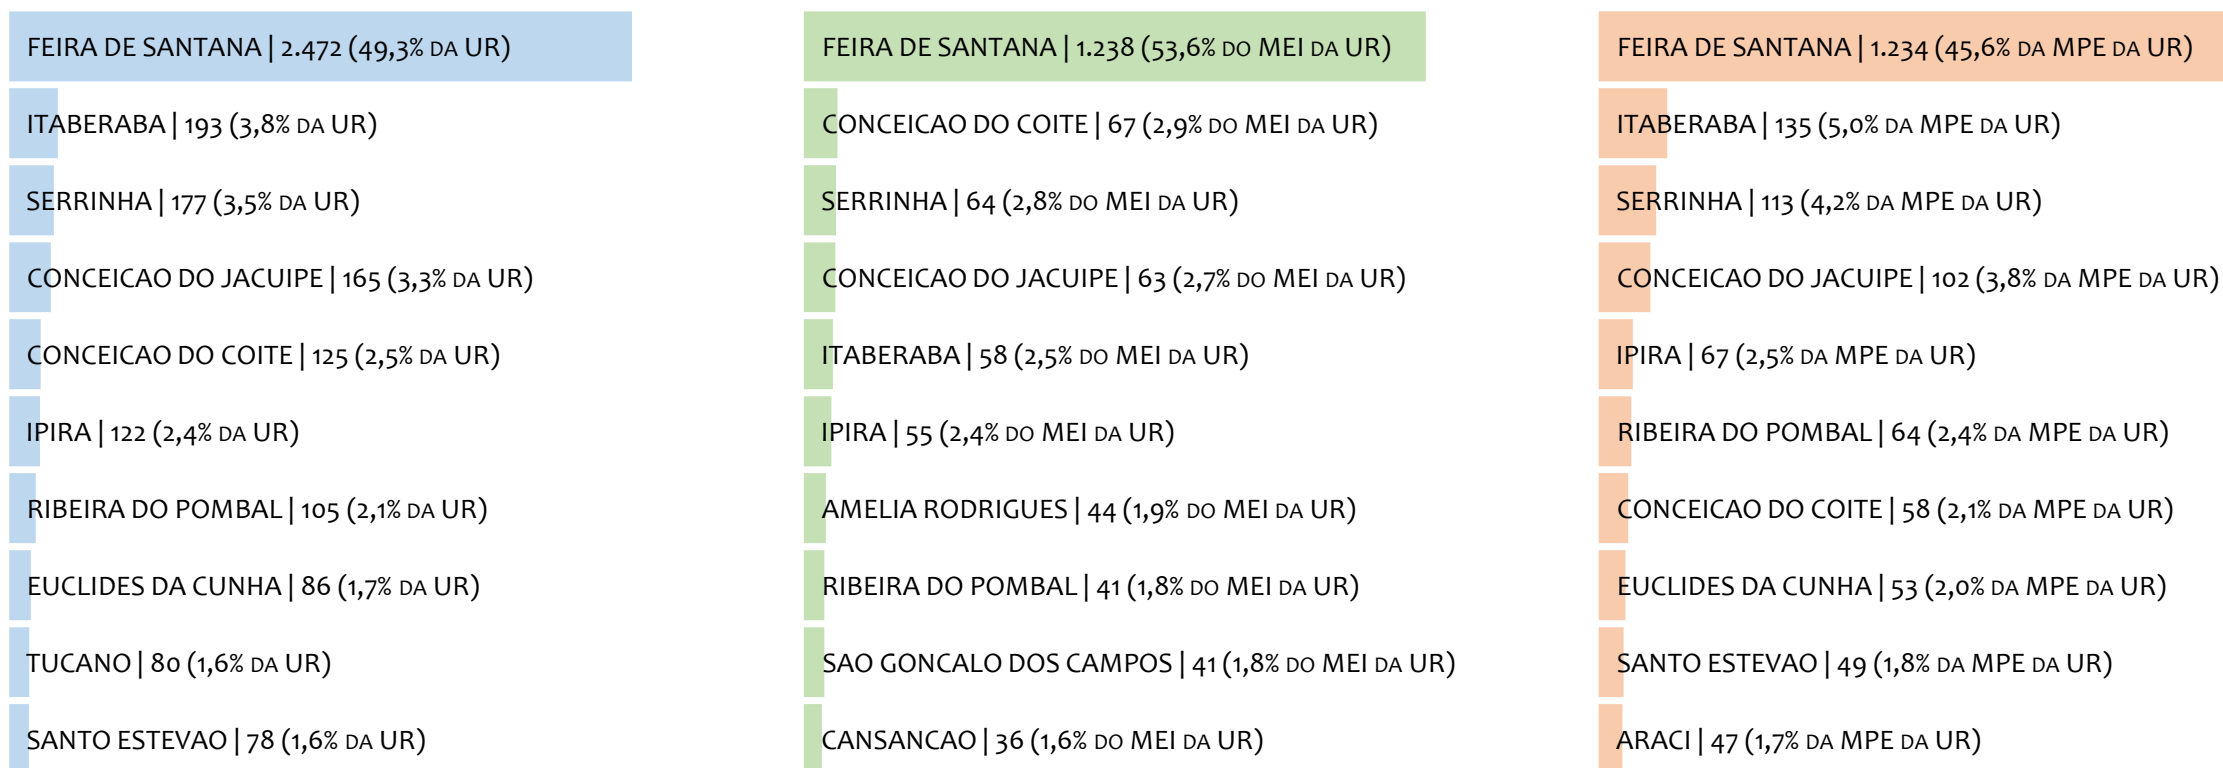 FEIRA DE SANTANA | 2.472 (49,3% DA UR)
ITABERABA | 193 (3,8% DA UR)
SERRINHA | 177 (3,5% DA UR)
CONCEICAO DO JACUIPE | 165 (3,3% DA UR)
CONCEICAO DO COITE | 125 (2,5% DA UR)
IPIRA | 122 (2,4% DA UR)
RIBEIRA DO POMBAL | 105 (2,1% DA UR)
EUCLIDES DA CUNHA | 86 (1,7% DA UR)
TUCANO | 80 (1,6% DA UR)
SANTO ESTEVAO | 78 (1,6% DA UR)
FEIRA DE SANTANA | 1.238 (53,6% DO MEI DA UR)
CONCEICAO DO COITE | 67 (2,9% DO MEI DA UR)
SERRINHA | 64 (2,8% DO MEI DA UR)
CONCEICAO DO JACUIPE | 63 (2,7% DO MEI DA UR)
ITABERABA | 58 (2,5% DO MEI DA UR)
IPIRA | 55 (2,4% DO MEI DA UR)
AMELIA RODRIGUES | 44 (1,9% DO MEI DA UR)
RIBEIRA DO POMBAL | 41 (1,8% DO MEI DA UR)
SAO GONCALO DOS CAMPOS | 41 (1,8% DO MEI DA UR)
CANSANCAO | 36 (1,6% DO MEI DA UR)
FEIRA DE SANTANA | 1.234 (45,6% DA MPE DA UR)
ITABERABA | 135 (5,0% DA MPE DA UR)
SERRINHA | 113 (4,2% DA MPE DA UR)
CONCEICAO DO JACUIPE | 102 (3,8% DA MPE DA UR)
IPIRA | 67 (2,5% DA MPE DA UR)
RIBEIRA DO POMBAL | 64 (2,4% DA MPE DA UR)
CONCEICAO DO COITE | 58 (2,1% DA MPE DA UR)
EUCLIDES DA CUNHA | 53 (2,0% DA MPE DA UR)
SANTO ESTEVAO | 49 (1,8% DA MPE DA UR)
ARACI | 47 (1,7% DA MPE DA UR)